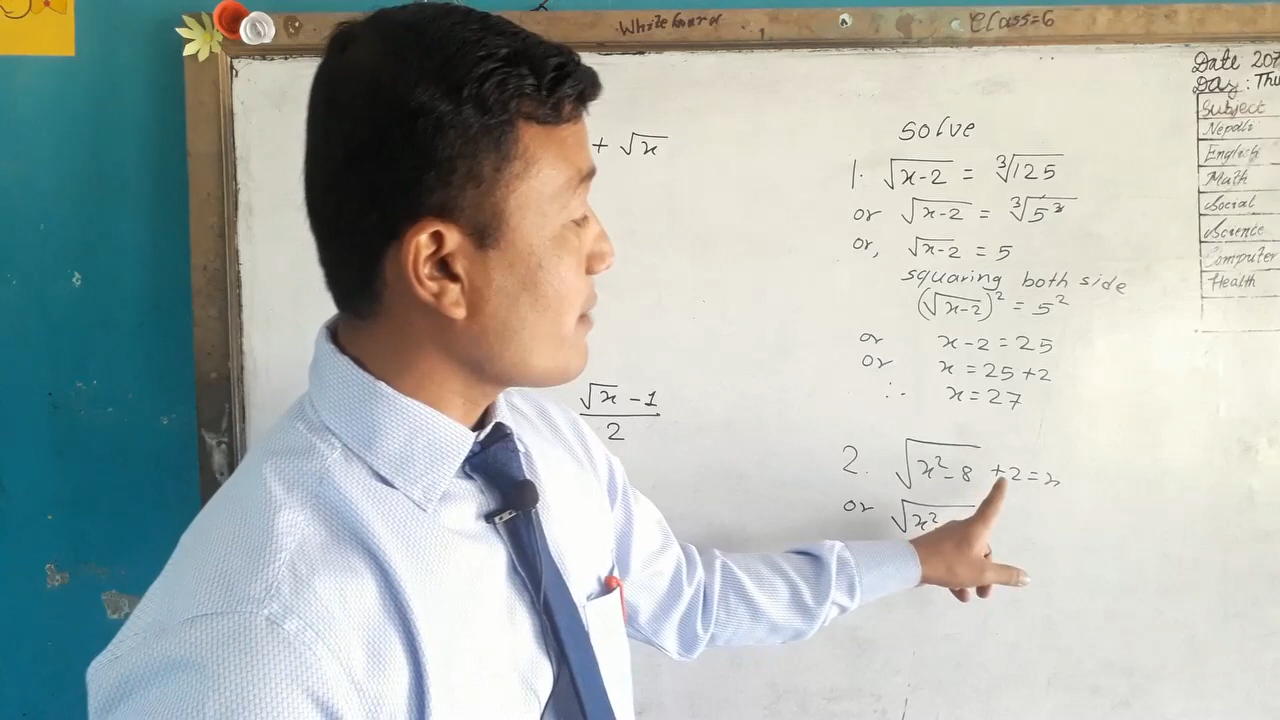 White board
Class=6
Date 207
Day: Thu
Subject
Nepali
English
Math
Social
Science
Computer
Health
+ √x
√x - 1
2
solve
1. √x-2 = ∛125
or √x-2 = ∛5³
or, √x-2 = 5
squaring both side
(√x-2)² = 5²
or x-2 = 25
or x = 25+2
∴ x = 27
2. √x²-8 +2 = x
or √x²